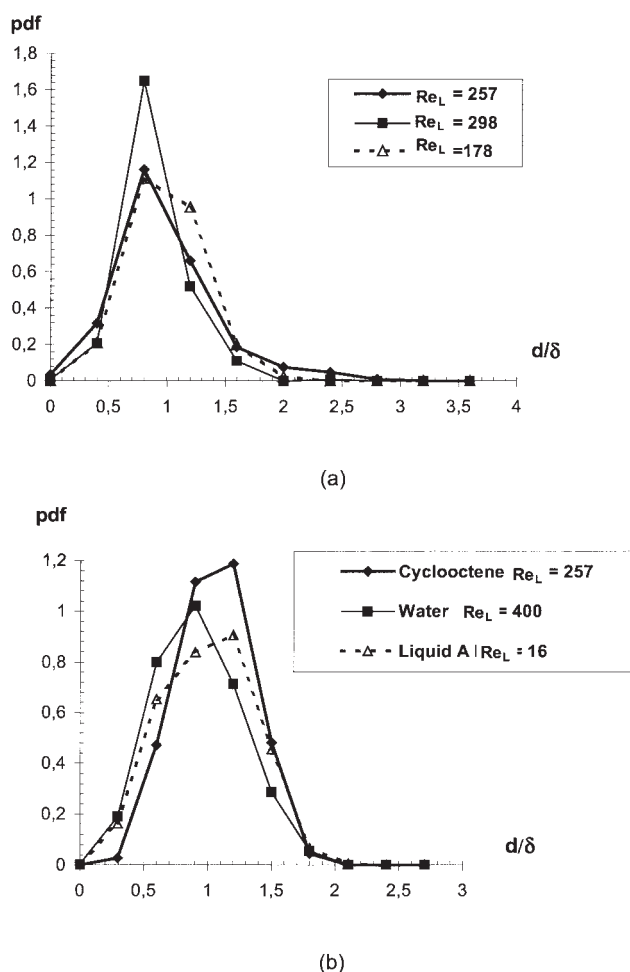 (a)
pdf
1,8
1,6
1,4
1,2
1
0,8
0,6
0,4
0,2
0
Re_L = 257
Re_L = 298
Re_L =178
d/δ
0 0,5 1 1,5 2 2,5 3 3,5 4
(a)
pdf
1,2
1
0,8
0,6
0,4
0,2
0
Cyclooctene Re_L = 257
Water Re_L = 400
Liquid A l Re_L = 16
d/δ
0 0,5 1 1,5 2 2,5 3
(b)